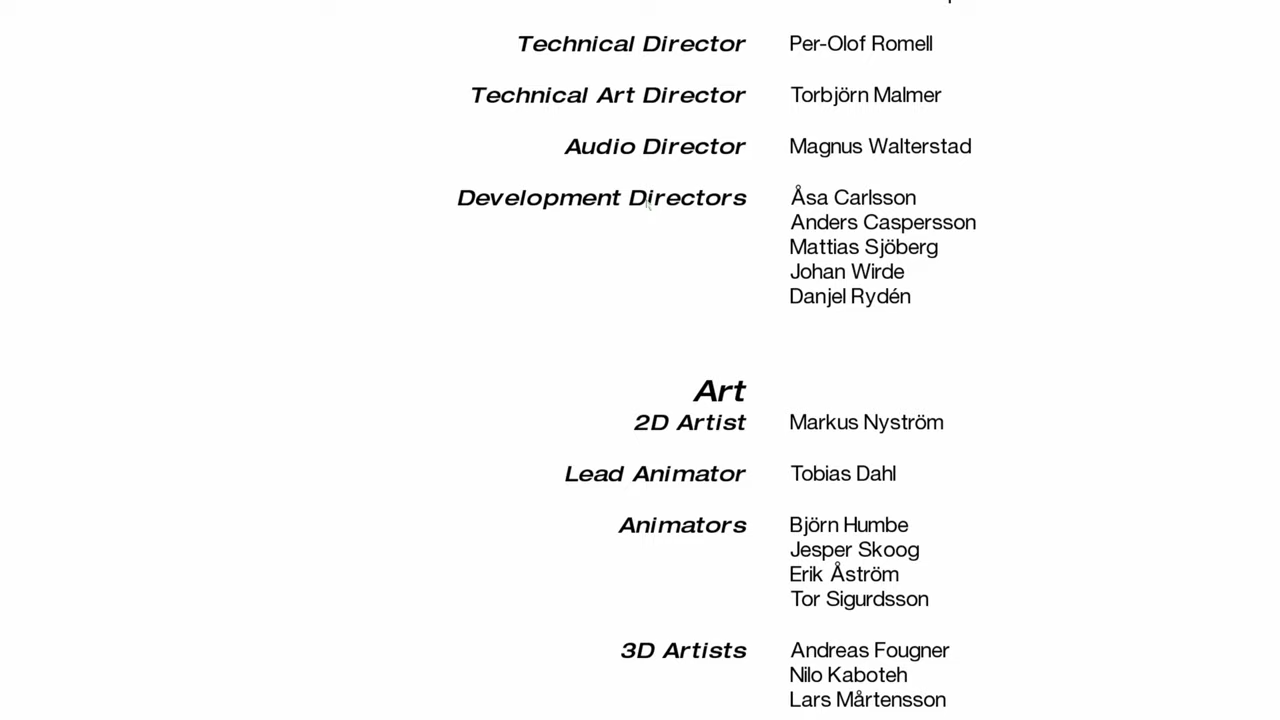 Technical Director Per-Olof Romell
Technical Art Director Torbjörn Malmer
Audio Director Magnus Walterstad
Development Directors Åsa Carlsson
Anders Caspersson
Mattias Sjöberg
Johan Wirde
Danjel Rydén
Art
2D Artist Markus Nyström
Lead Animator Tobias Dahl
Animators Björn Humbe
Jesper Skoog
Erik Åström
Tor Sigurdsson
3D Artists Andreas Fougner
Nilo Kaboteh
Lars Mårtensson